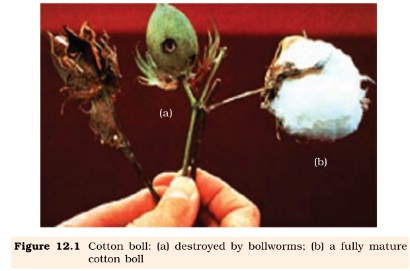 (a)
(b)
Figure 12.1 Cotton boll: (a) destroyed by bollworms; (b) a fully mature
cotton boll